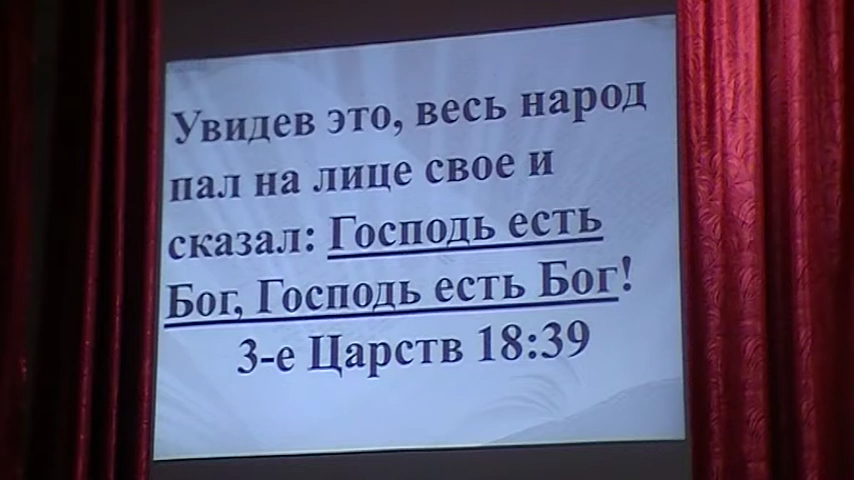 Увидев это, весь народ
пал на лице свое и
сказал: Господь есть
Бог, Господь есть Бог!
3-е Царств 18:39